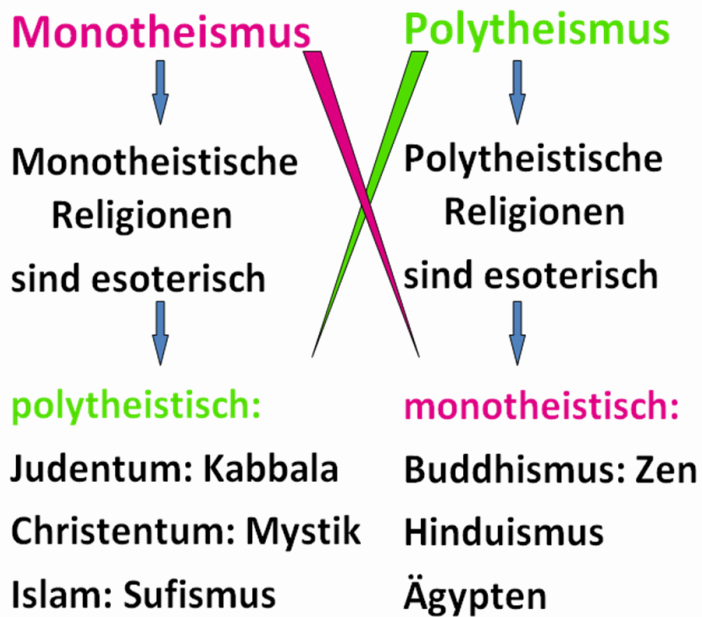 Monotheismus
Monotheistische
Religionen
sind esoterisch
polytheistisch:
Judentum: Kabbala
Christentum: Mystik
Islam: Sufismus
Polytheismus
Polytheistische
Religionen
sind esoterisch
monotheistisch:
Buddhismus: Zen
Hinduismus
Ägypten